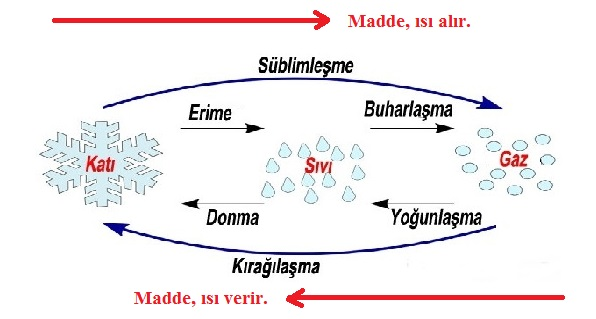 Madde, ısı alır.
Süblimleşme
Erime
Buharlaşma
Katı
Sıvı
Gaz
Donma
Yoğunlaşma
Kırağılaşma
Madde, ısı verir.